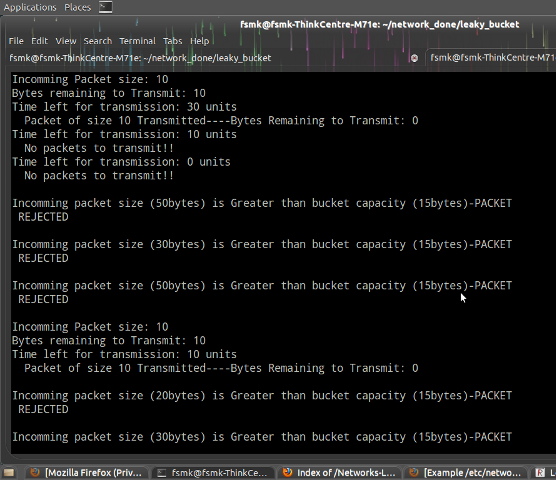 Applications Places
fsmk@fsmk-ThinkCentre-M71e: ~/network_done/leaky_bucket
File Edit View Search Terminal Tabs Help
fsmk@fsmk-ThinkCentre-M71e: ~/network_done/leaky_bucket fsmk@fsmk-ThinkCentre-M71
Incomming Packet size: 10
Bytes remaining to Transmit: 10
Time left for transmission: 30 units
Packet of size 10 Transmitted----Bytes Remaining to Transmit: 0
Time left for transmission: 10 units
No packets to transmit!!
Time left for transmission: 0 units
No packets to transmit!!
Incomming packet size (50bytes) is Greater than bucket capacity (15bytes)-PACKET
REJECTED
Incomming packet size (30bytes) is Greater than bucket capacity (15bytes)-PACKET
REJECTED
Incomming packet size (50bytes) is Greater than bucket capacity (15bytes)-PACKET
REJECTED
Incomming Packet size: 10
Bytes remaining to Transmit: 10
Time left for transmission: 10 units
Packet of size 10 Transmitted----Bytes Remaining to Transmit: 0
Incomming packet size (20bytes) is Greater than bucket capacity (15bytes)-PACKET
REJECTED
Incomming packet size (30bytes) is Greater than bucket capacity (15bytes)-PACKET
[Mozilla Firefox (Priv... fsmk@fsmk-ThinkCe... Index of /Networks-L... [Example /etc/netwo... L